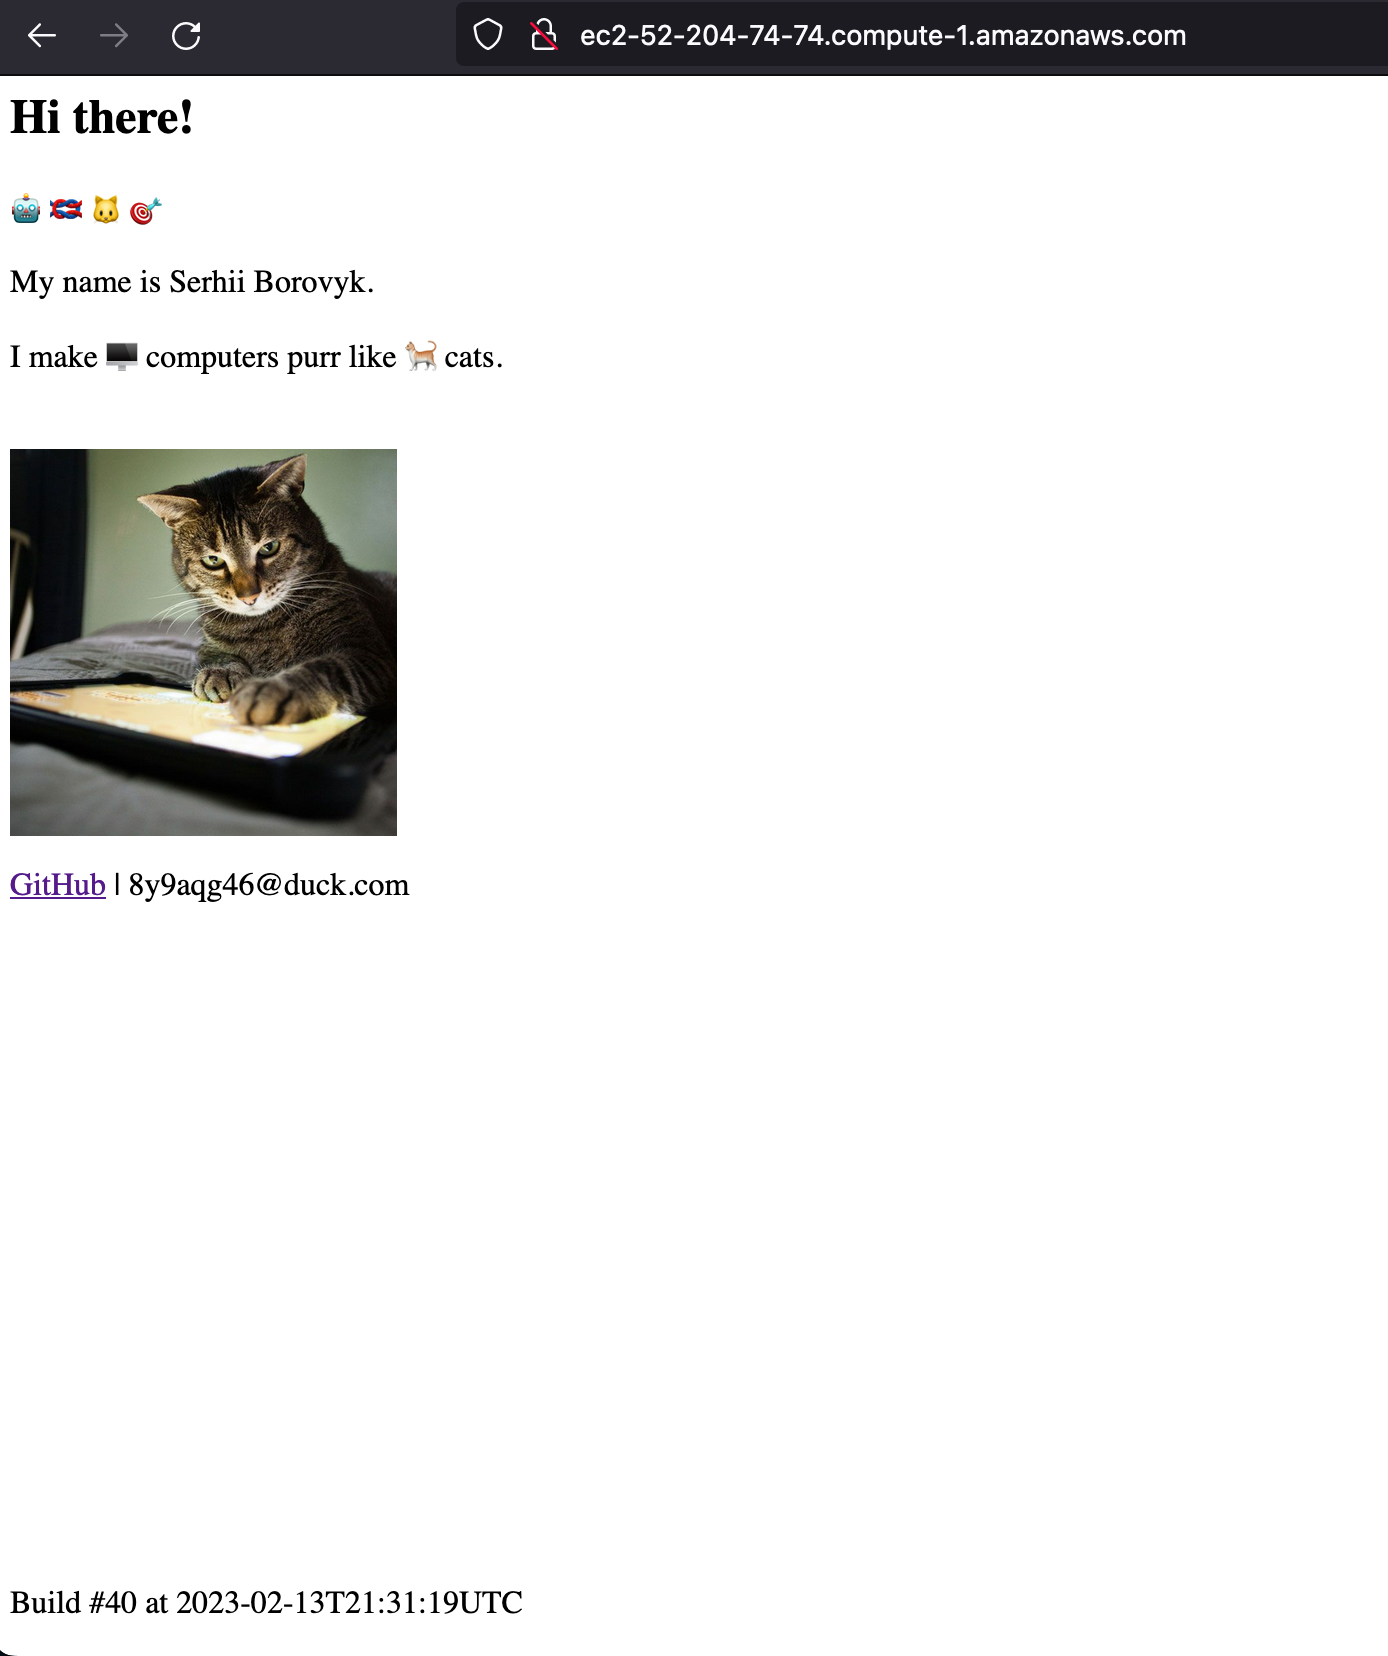 ec2-52-204-74-74.compute-1.amazonaws.com
Hi there!
🤖 🪢 🐱 🎯
My name is Serhii Borovyk.
I make 🖥️ computers purr like 🐈 cats.
GitHub | 8y9aqg46@duck.com
Build #40 at 2023-02-13T21:31:19UTC